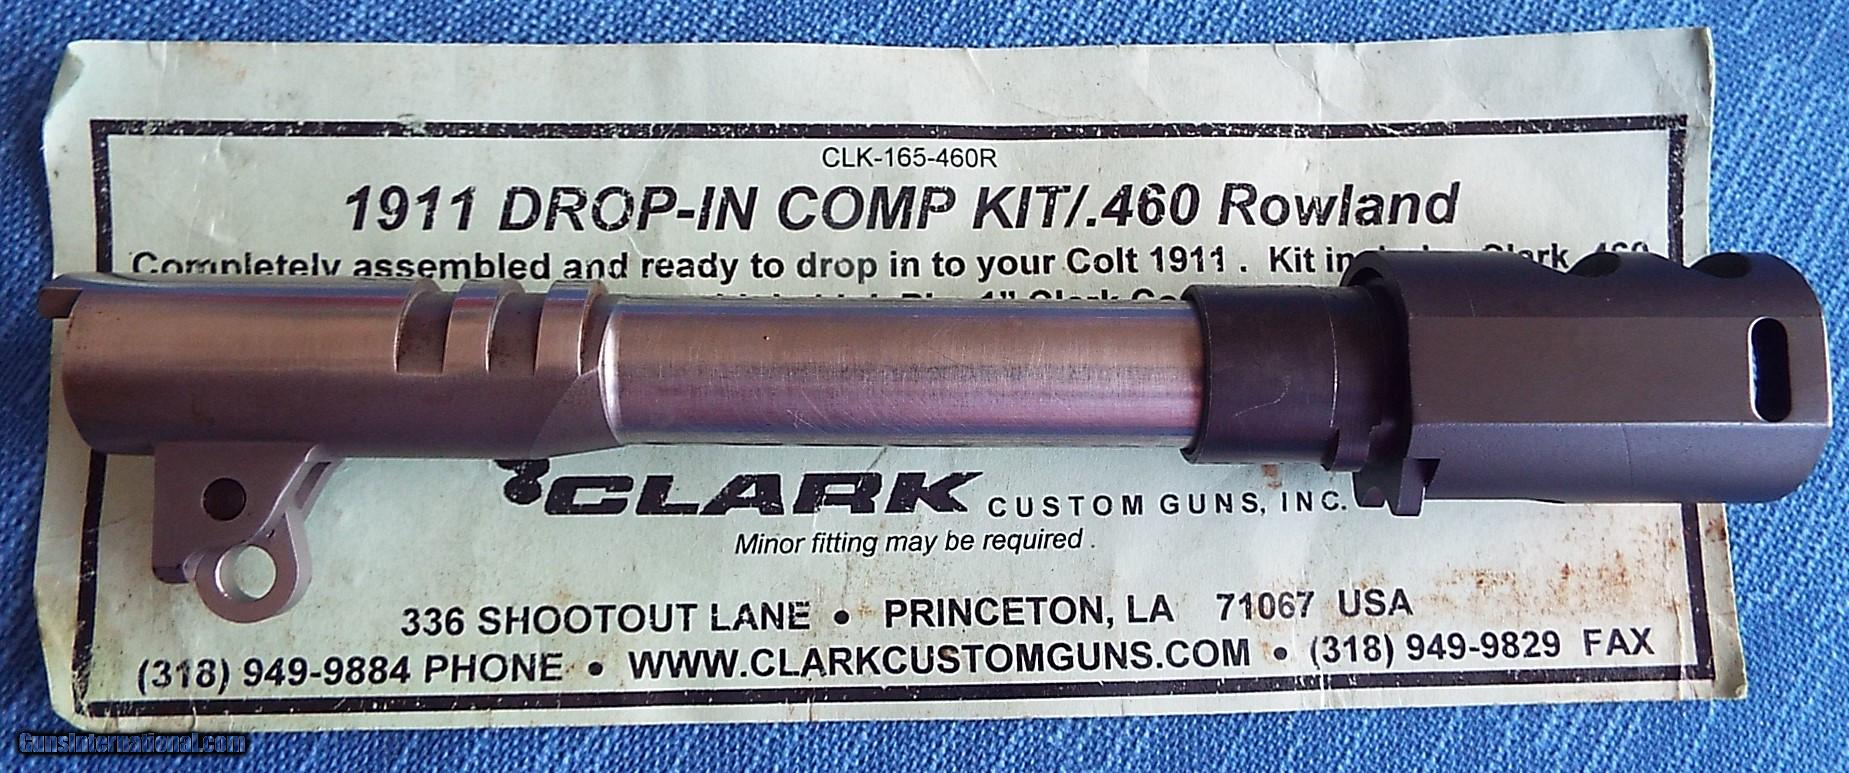 CLK-165-460R
1911 DROP-IN COMP KIT/.460 Rowland
Completely assembled and ready to drop in to your Colt 1911 . Kit Clark .460
1" Clark
CLARK CUSTOM GUNS, INC.
Minor fitting may be required .
336 SHOOTOUT LANE • PRINCETON, LA 71067 USA
(318) 949-9884 PHONE • WWW.CLARKCUSTOMGUNS.COM • (318) 949-9829 FAX
GunsInternational.com